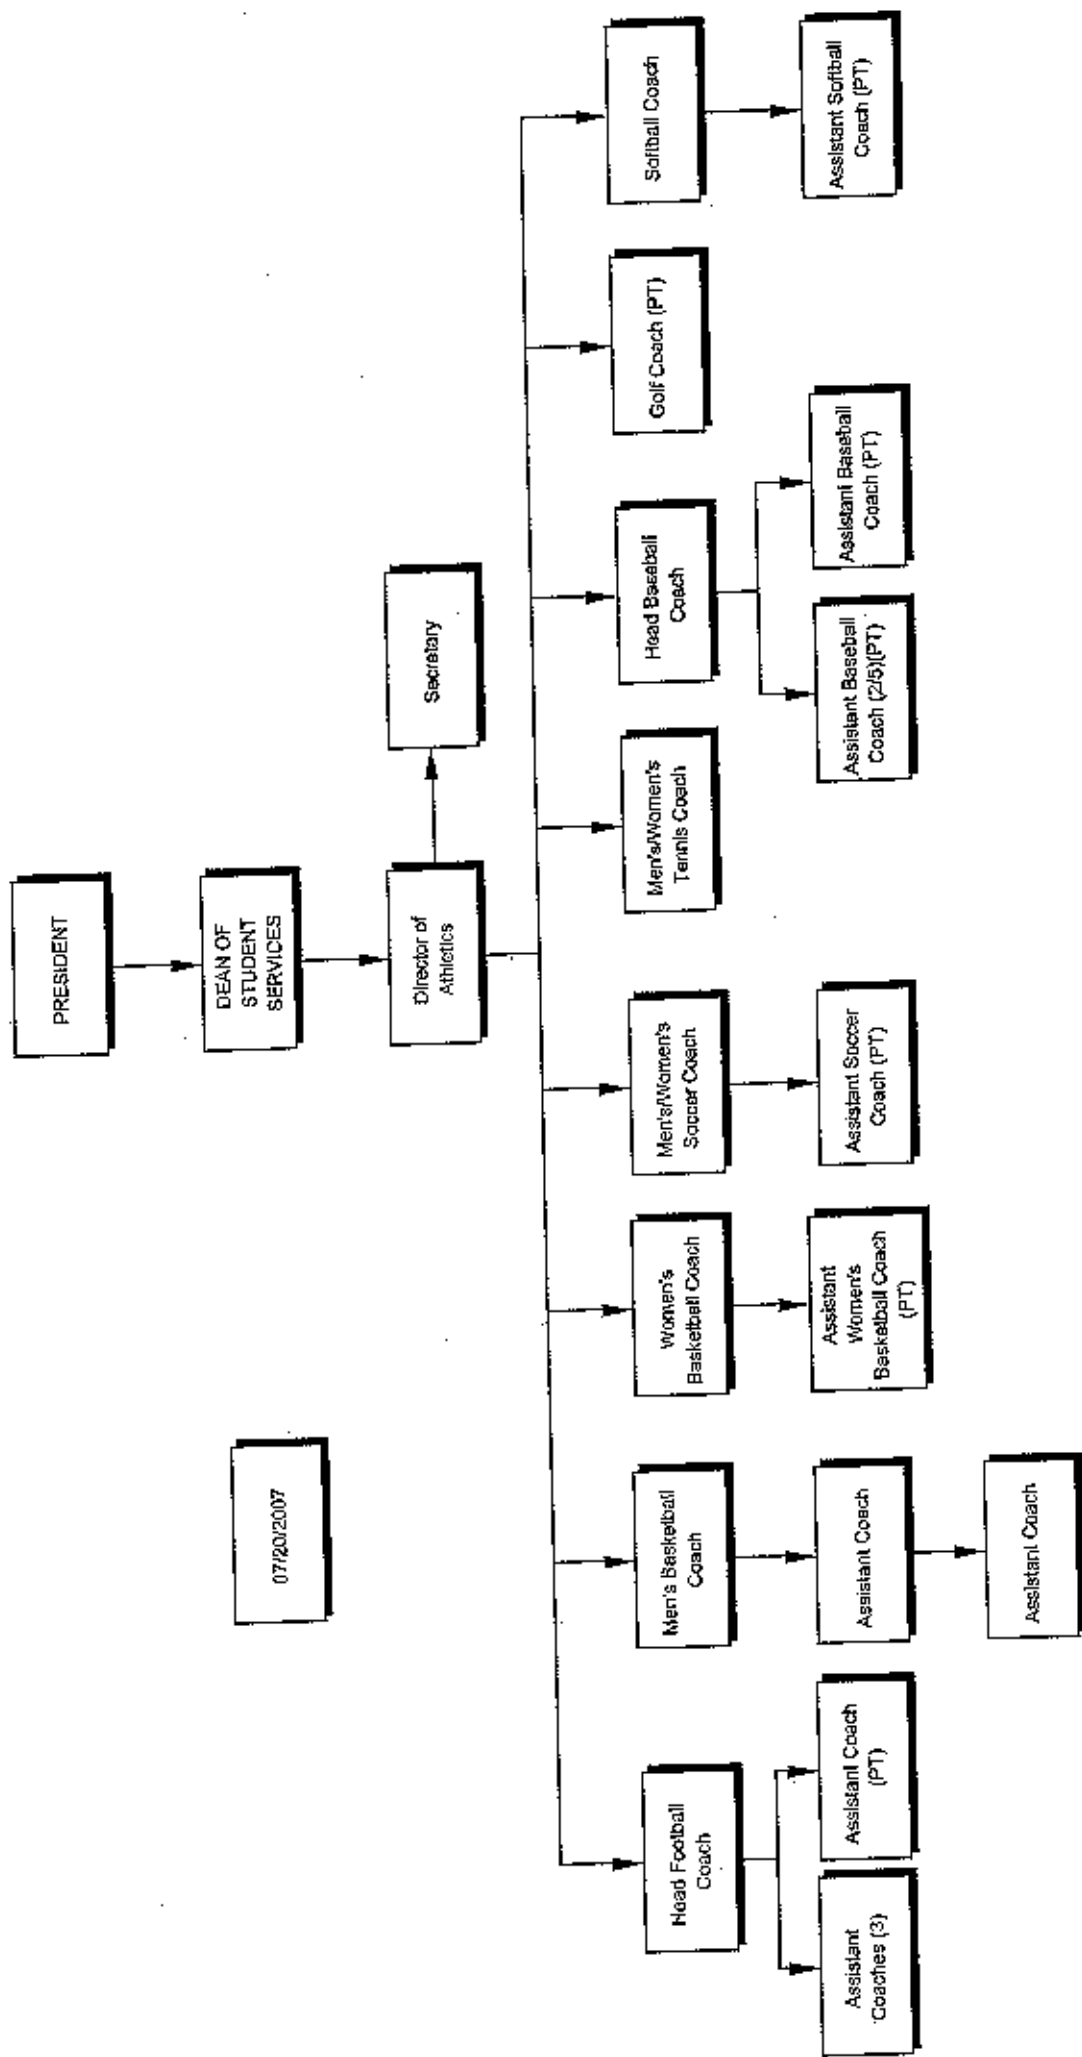 PRESIDENT
07/20/2007
DEAN OF
STUDENT
SERVICES
Director of
Athletics
Secretary
Head Football
Coach
Men's Basketball
Coach
Women's
Basketball Coach
Men's/Women's
Soccer Coach
Men's/Women's
Tennis Coach
Head Baseball
Coach
Golf Coach (PT)
Softball Coach
Assistant
Coaches (3)
Assistant Coach
(PT)
Assistant Coach
Assistant
Women's
Basketball Coach
(PT)
Assistant Soccer
Coach (PT)
Assistant Baseball
Coach (2/5)(PT)
Assistant Baseball
Coach (PT)
Assistant Softball
Coach (PT)
Assistant Coach